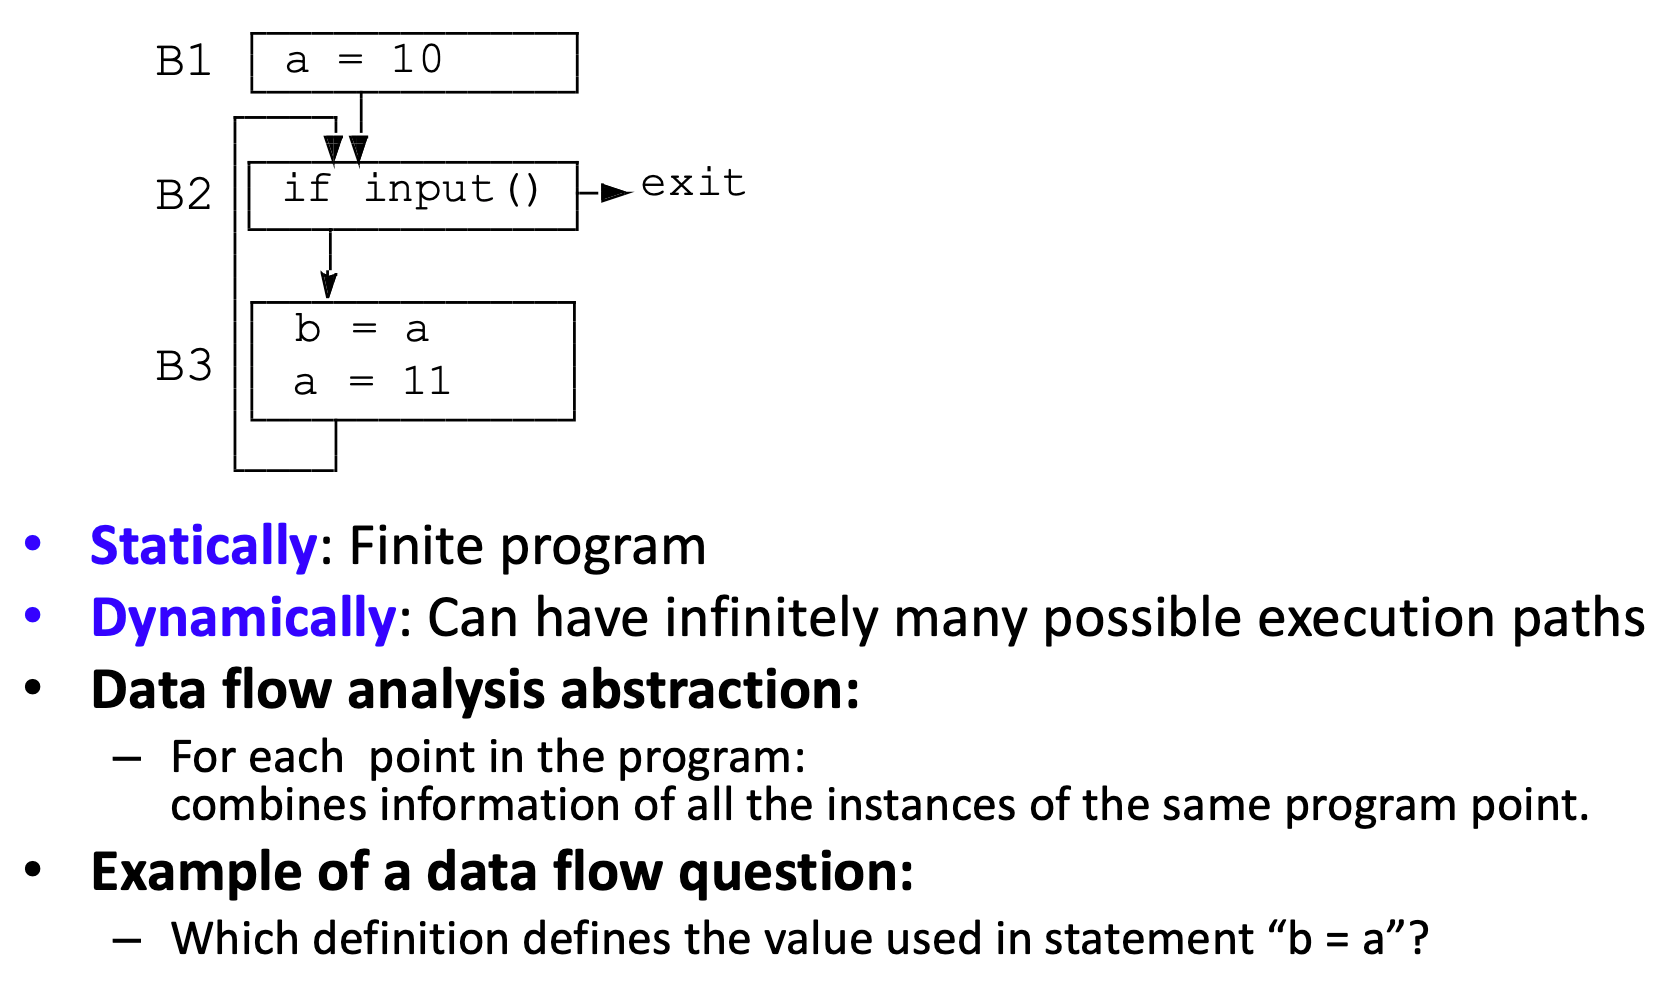 B1 a = 10
B2 if input() exit
b = a
B3
a = 11
• Statically: Finite program
• Dynamically: Can have infinitely many possible execution paths
• Data flow analysis abstraction:
– For each point in the program:
combines information of all the instances of the same program point.
• Example of a data flow question:
– Which definition defines the value used in statement “b = a”?